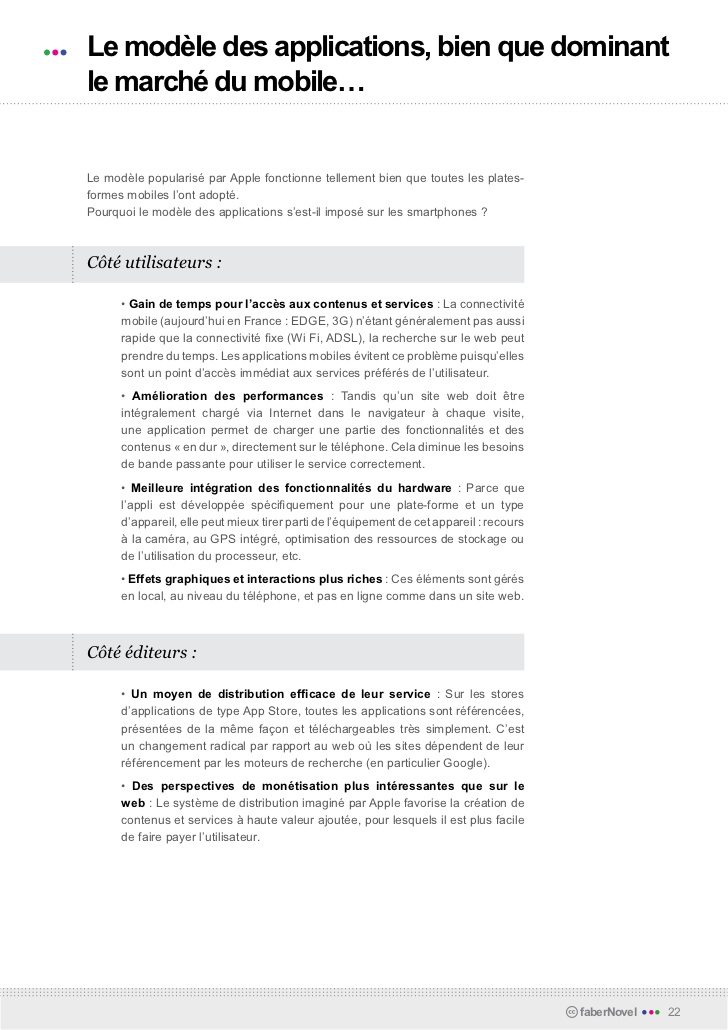 Le modèle des applications, bien que dominant
le marché du mobile…
Le modèle popularisé par Apple fonctionne tellement bien que toutes les plates-
formes mobiles l’ont adopté.
Pourquoi le modèle des applications s’est-il imposé sur les smartphones ?
Côté utilisateurs :
• Gain de temps pour l’accès aux contenus et services : La connectivité
mobile (aujourd’hui en France : EDGE, 3G) n’étant généralement pas aussi
rapide que la connectivité fixe (Wi Fi, ADSL), la recherche sur le web peut
prendre du temps. Les applications mobiles évitent ce problème puisqu’elles
sont un point d’accès immédiat aux services préférés de l’utilisateur.
• Amélioration des performances : Tandis qu’un site web doit être
intégralement chargé via Internet dans le navigateur à chaque visite,
une application permet de charger une partie des fonctionnalités et des
contenus « en dur », directement sur le téléphone. Cela diminue les besoins
de bande passante pour utiliser le service correctement.
• Meilleure intégration des fonctionnalités du hardware : Parce que
l’appli est développée spécifiquement pour une plate-forme et un type
d’appareil, elle peut mieux tirer parti de l’équipement de cet appareil : recours
à la caméra, au GPS intégré, optimisation des ressources de stockage ou
de l’utilisation du processeur, etc.
• Effets graphiques et interactions plus riches : Ces éléments sont gérés
en local, au niveau du téléphone, et pas en ligne comme dans un site web.
Côté éditeurs :
• Un moyen de distribution efficace de leur service : Sur les stores
d’applications de type App Store, toutes les applications sont référencées,
présentées de la même façon et téléchargeables très simplement. C’est
un changement radical par rapport au web où les sites dépendent de leur
référencement par les moteurs de recherche (en particulier Google).
• Des perspectives de monétisation plus intéressantes que sur le
web : Le système de distribution imaginé par Apple favorise la création de
contenus et services à haute valeur ajoutée, pour lesquels il est plus facile
de faire payer l’utilisateur.
cc faberNovel ••• 22